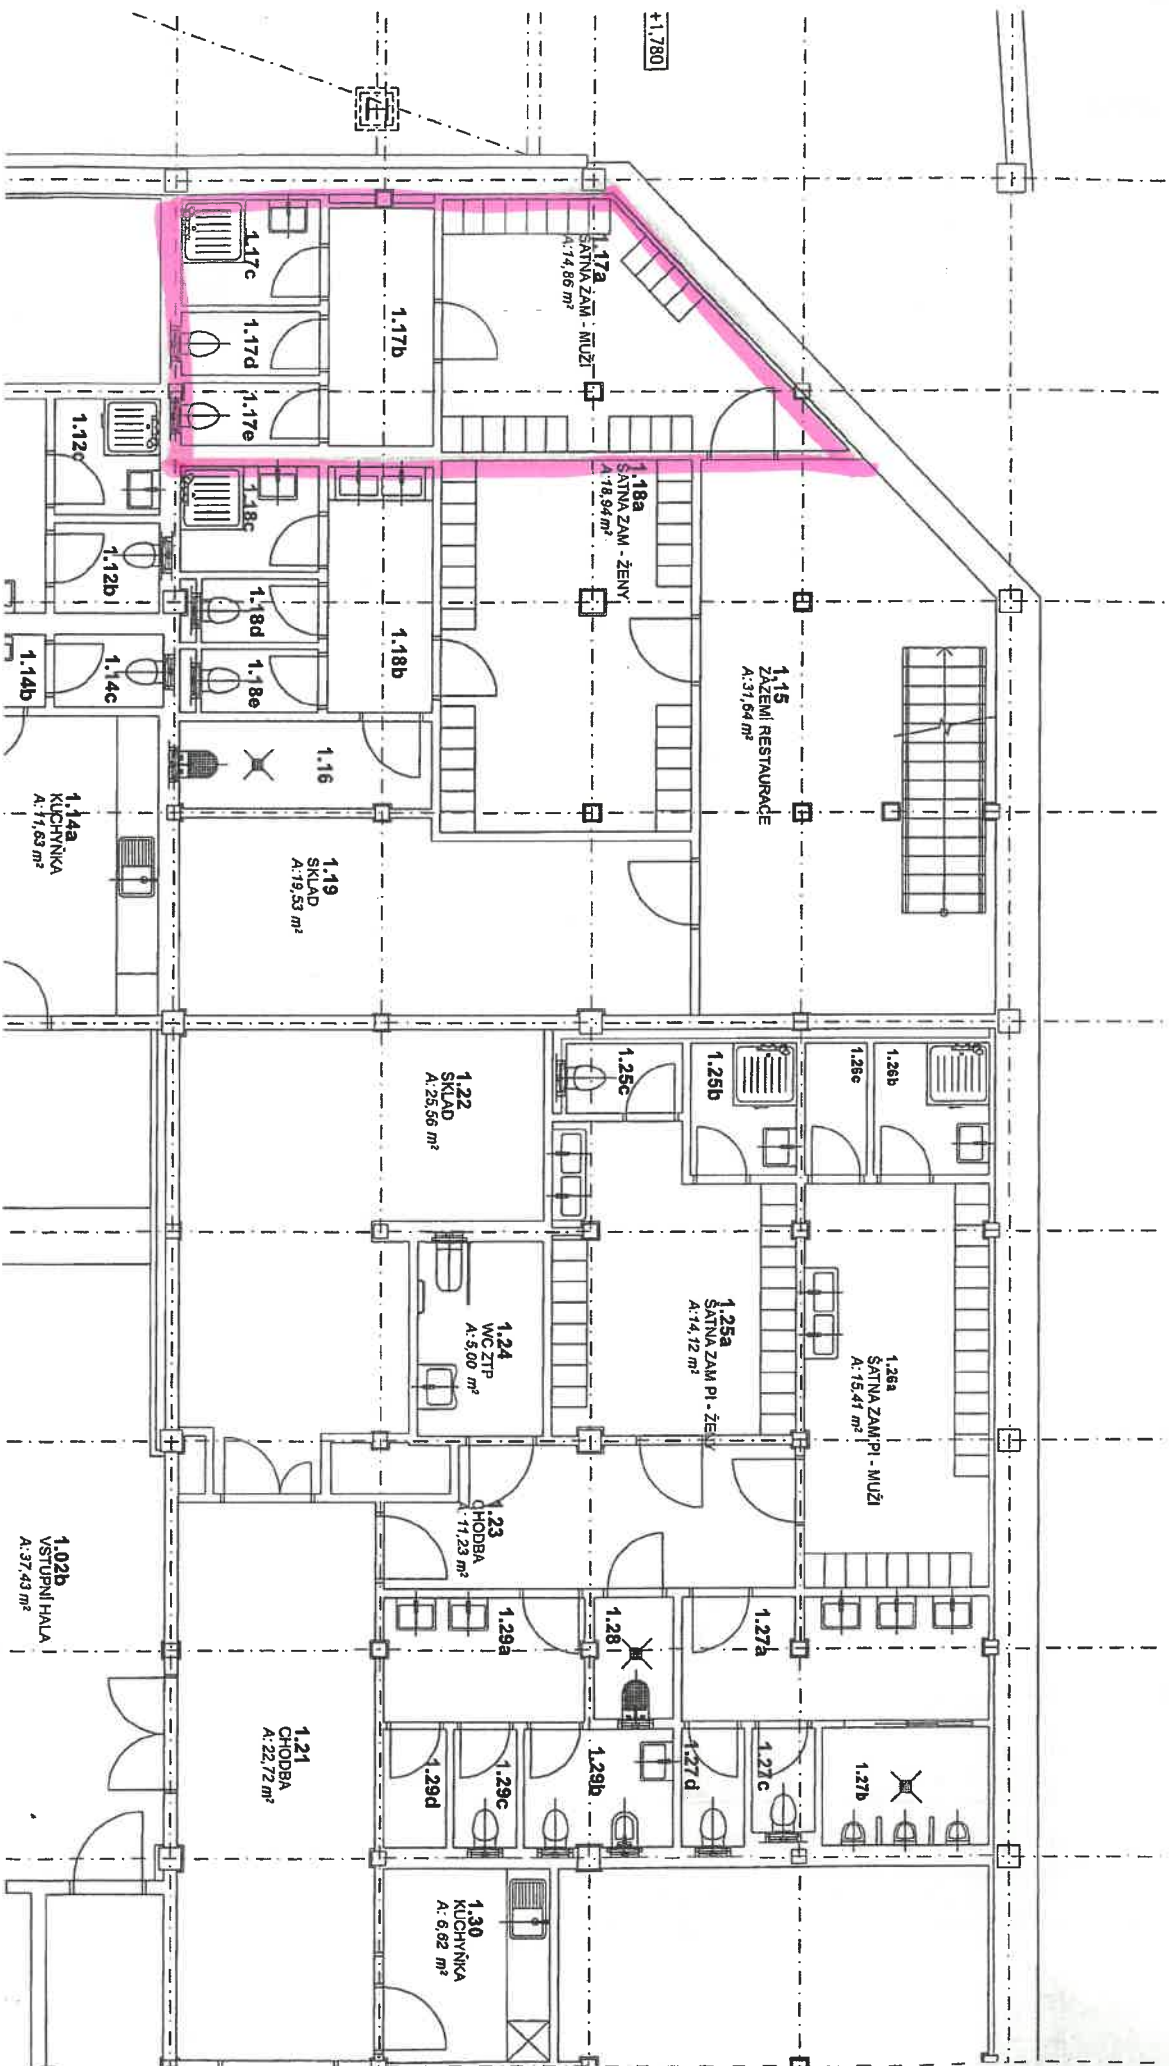 +1,780
1.17a
ŠATNA ZAM - MUŽI
A:14,86 m²
1.17b
1.17c
1.17d
1.17e
1.18a
ŠATNA ZAM - ŽENY
A:18,94 m²
1.18b
1.18c
1.18d
1.18e
1.12c
1.12b
1.14c
1.14b
1.15
ZÁZEMÍ RESTAURACE
A:31,64 m²
1.16
1.14a
KUCHYŇKA
A:11,63 m²
1.19
SKLAD
A:19,53 m²
1.22
SKLAD
A:25,56 m²
1.25c
1.25b
1.26c
1.26b
1.24
WC ZTP
A:5,00 m²
1.25a
ŠATNA ZAM PI - ŽENY
A:14,12 m²
1.26a
ŠATNA ZAM PI - MUŽI
A:15,41 m²
1.23
CHODBA
A:11,23 m²
1.02b
VSTUPNÍ HALA
A:37,43 m²
1.29a
1.28
1.27a
1.21
CHODBA
A:22,72 m²
1.29d
1.29c
1.29b
1.27d
1.27c
1.27b
1.30
KUCHYŇKA
A:6,62 m²